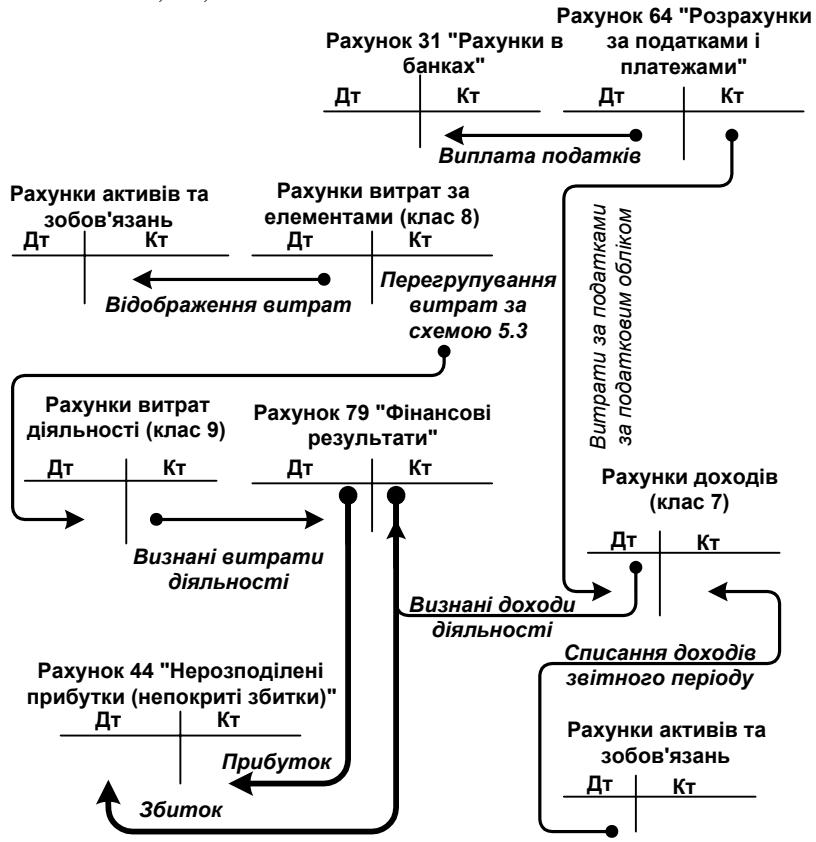 Рахунок 64 "Розрахунки
за податками і
платежами"
Рахунок 31 "Рахунки в
банках"
Дт Кт
Дт Кт
Виплата податків
Рахунки активів та
зобов'язань
Дт Кт
Рахунки витрат за
елементами (клас 8)
Дт Кт
Відображення витрат
Перегрупування
витрат за
схемою 5.3
Витрати за податками
за податковим обліком
Рахунки витрат
діяльності (клас 9)
Дт Кт
Рахунок 79 "Фінансові
результати"
Дт Кт
Рахунки доходів
(клас 7)
Дт Кт
Визнані витрати
діяльності
Визнані доходи
діяльності
Списання доходів
звітного періоду
Рахунок 44 "Нерозподілені
прибутки (непокриті збитки)"
Дт Кт
Прибуток
Збиток
Рахунки активів та
зобов'язань
Дт Кт